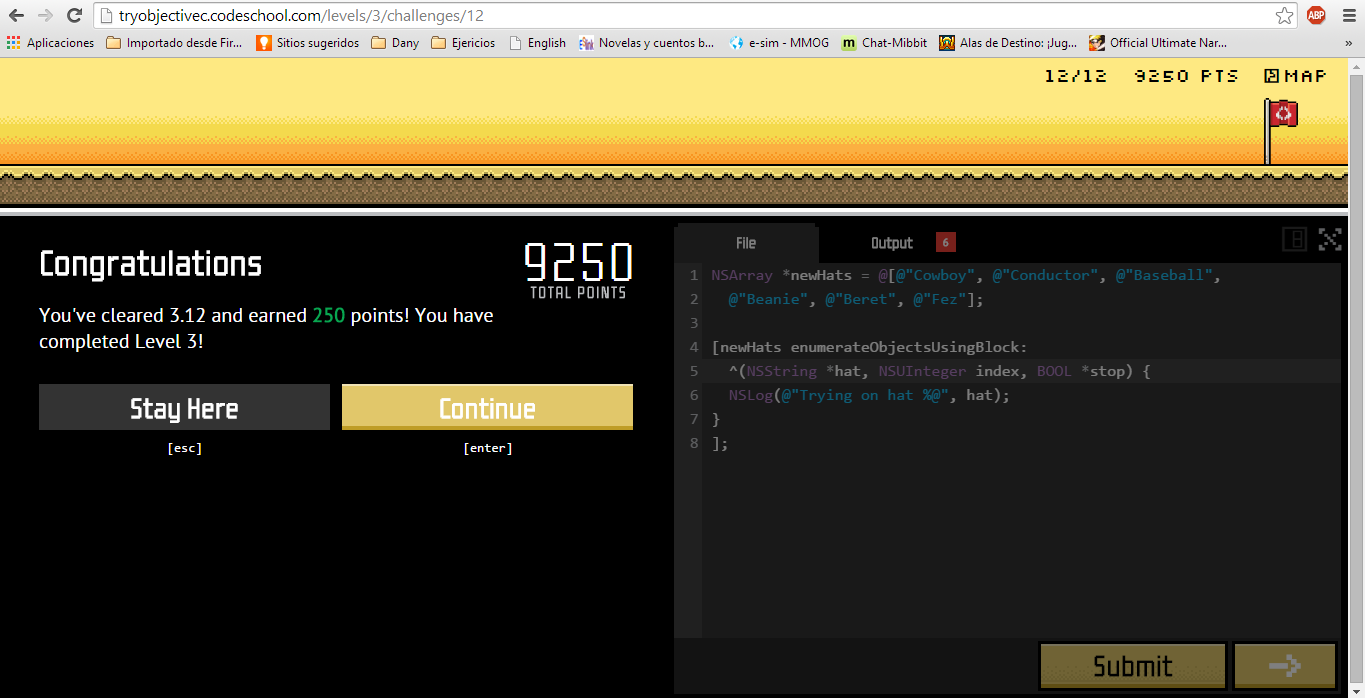 tryobjectivec.codeschool.com/levels/3/challenges/12
ABP
Aplicaciones Importado desde Fir... Sitios sugeridos Dany Ejericios English Novelas y cuentos b... e-sim - MMOG m Chat-Mibbit Alas de Destino: ¡Jug... Official Ultimate Nar... »
12/12 9250 PTS MAP
Congratulations
9250
TOTAL POINTS
You've cleared 3.12 and earned 250 points! You have
completed Level 3!
Stay Here Continue
[esc] [enter]
File Output 6
1 NSArray *newHats = @[@"Cowboy", @"Conductor", @"Baseball",
2 @"Beanie", @"Beret", @"Fez"];
3
4 [newHats enumerateObjectsUsingBlock:
5 ^(NSString *hat, NSUInteger index, BOOL *stop) {
6 NSLog(@"Trying on hat %@", hat);
7 }
8 ];
Submit